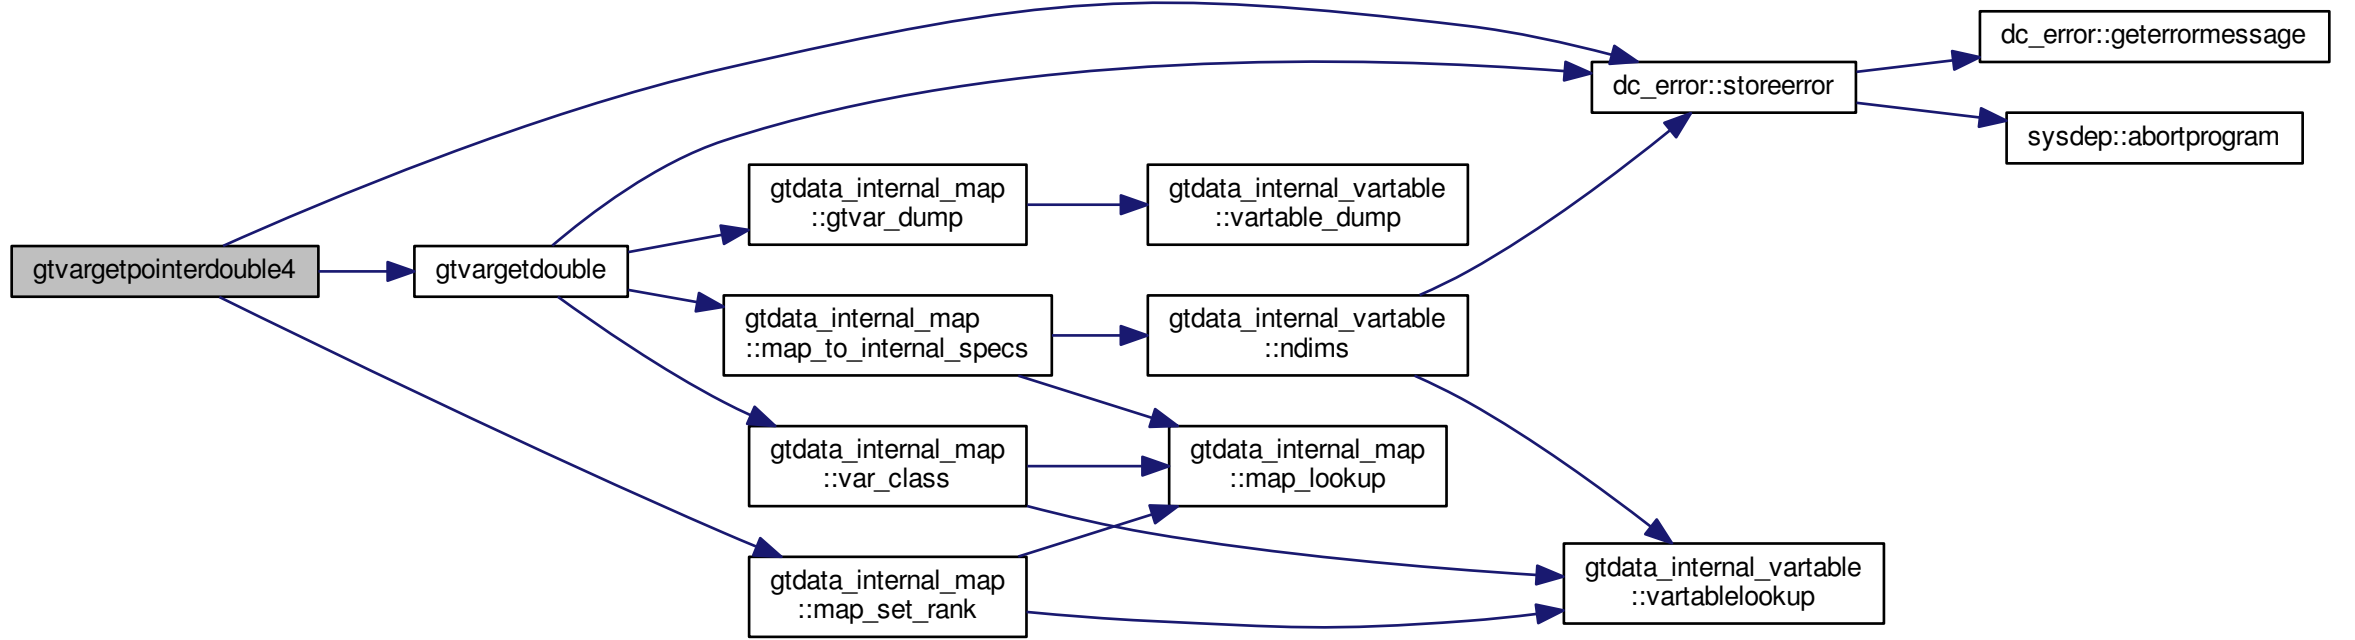 gtvargetpointerdouble4
gtvargetdouble
gtdata_internal_map
::gtvar_dump
gtdata_internal_map
::map_to_internal_specs
gtdata_internal_map
::var_class
gtdata_internal_map
::map_set_rank
gtdata_internal_vartable
::vartable_dump
gtdata_internal_vartable
::ndims
gtdata_internal_map
::map_lookup
dc_error::storeerror
gtdata_internal_vartable
::vartablelookup
dc_error::geterrormessage
sysdep::abortprogram